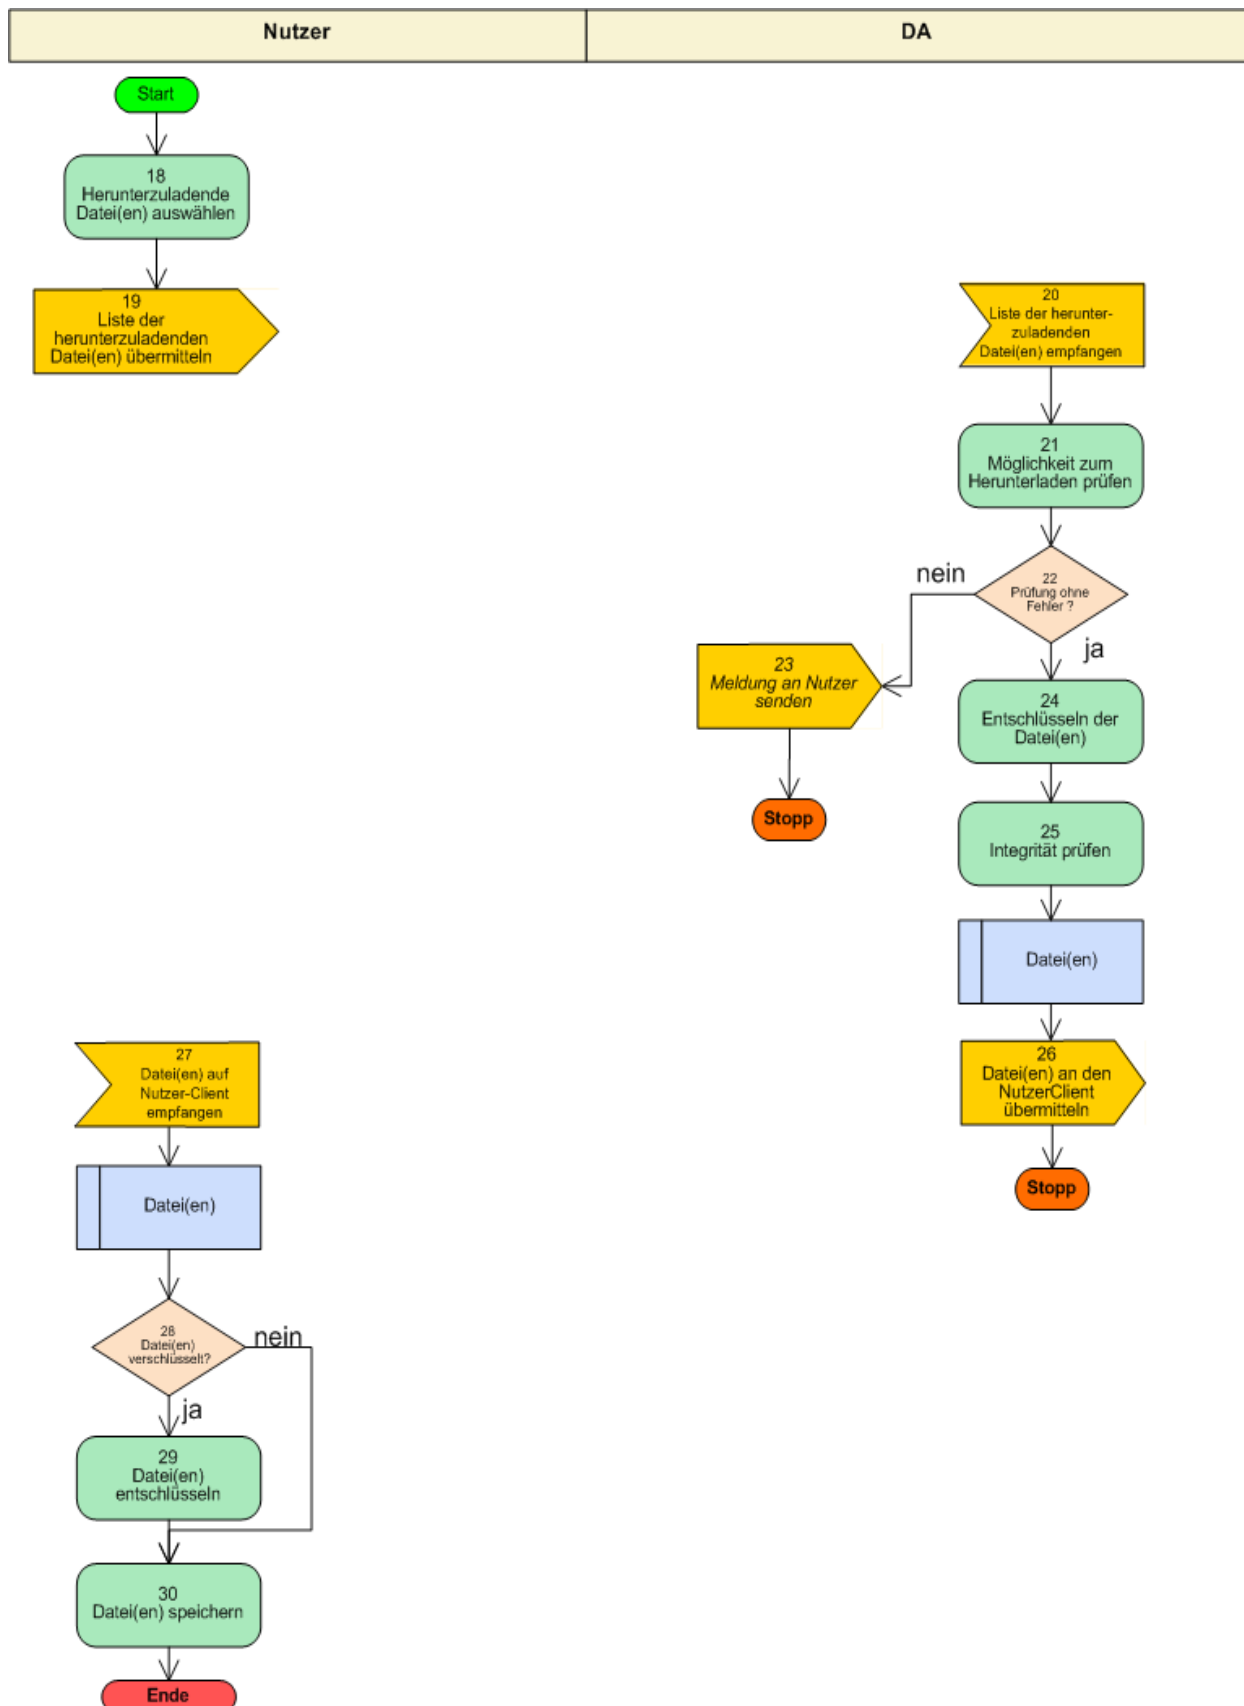 Nutzer
DA
Start
18
Herunterzuladende
Datei(en) auswählen
19
Liste der
herunterzuladenden
Datei(en) übermitteln
20
Liste der herunter-
zuladenden
Datei(en) empfangen
21
Möglichkeit zum
Herunterladen prüfen
22
Prüfung ohne
Fehler ?
nein
ja
23
Meldung an Nutzer
senden
Stopp
24
Entschlüsseln der
Datei(en)
25
Integrität prüfen
Datei(en)
26
Datei(en) an den
NutzerClient
übermitteln
Stopp
27
Datei(en) auf
Nutzer-Client
empfangen
Datei(en)
28
Datei(en)
verschlüsselt?
nein
ja
29
Datei(en)
entschlüsseln
30
Datei(en) speichern
Ende